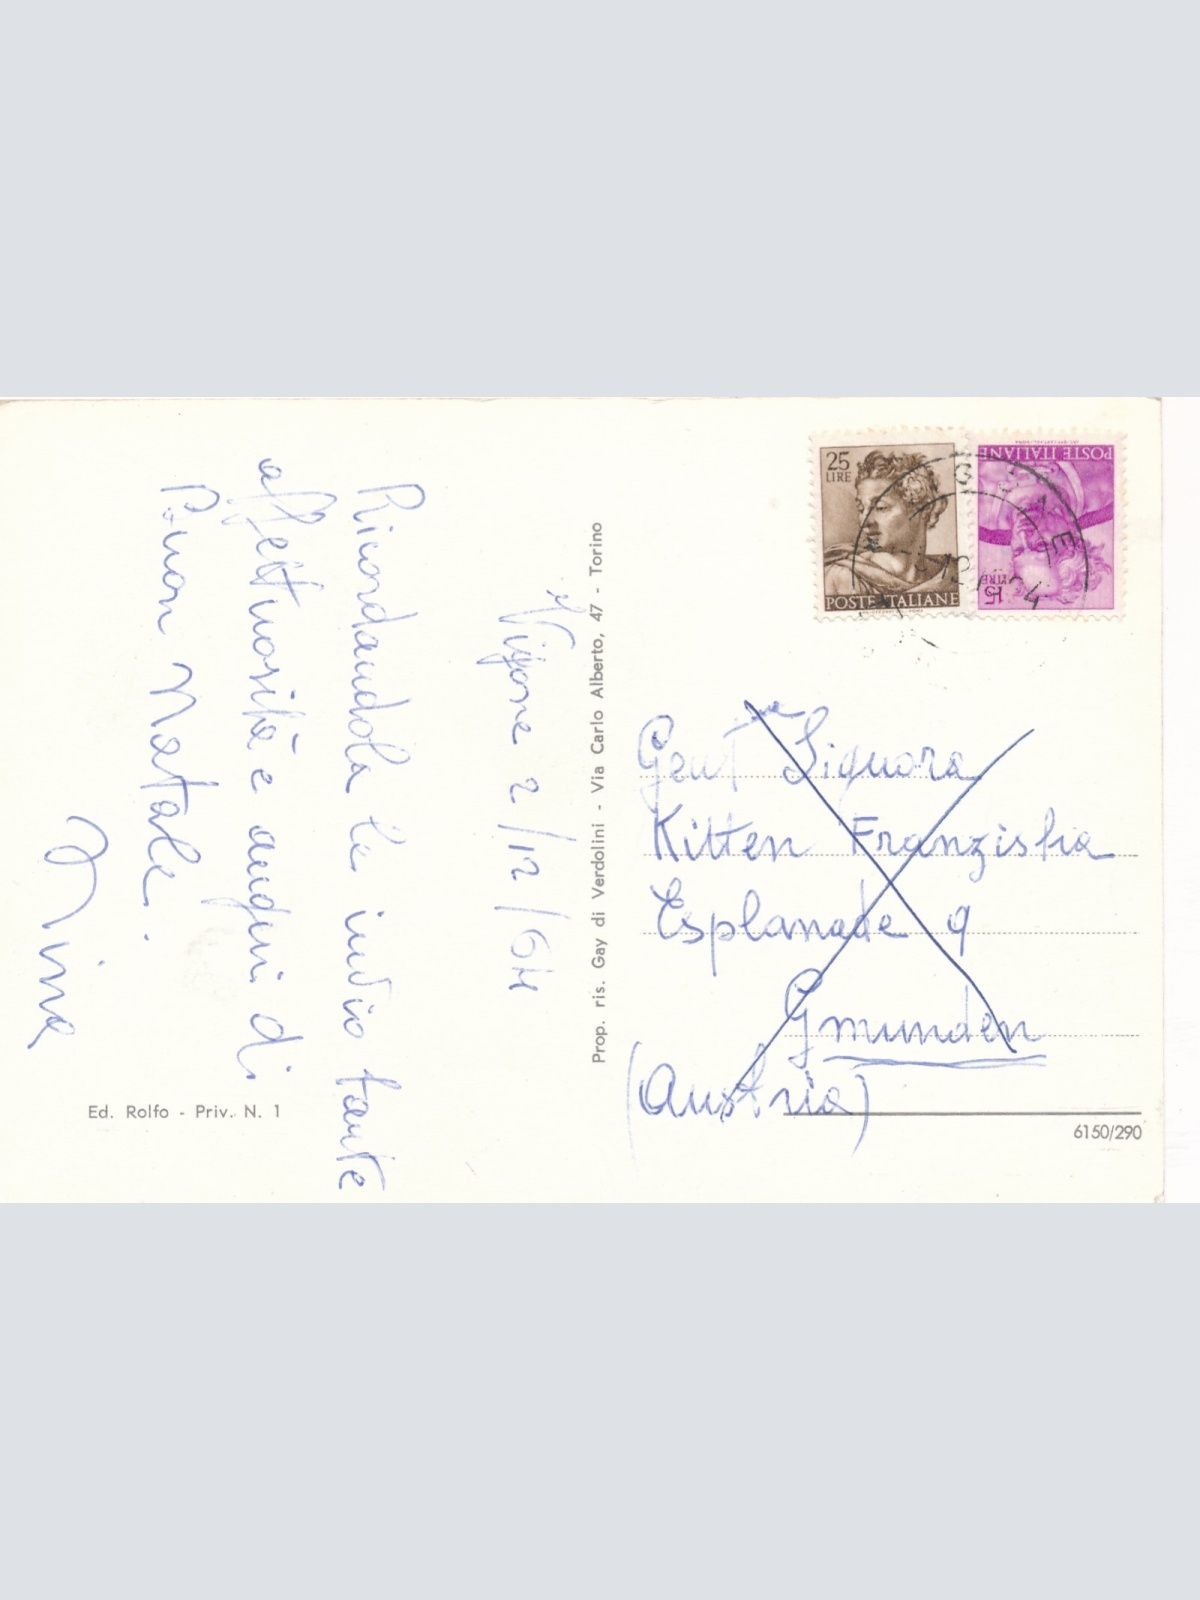 Vigone 2/12/64
Ricordandola le invio tante
affettuosità e auguri di
Buon Natale.
Prop. ris. Gay di Verdolini - Via Carlo Alberto, 47 - Torino
Ed. Rolfo - Priv. N. 1
25
LIRE
POSTE ITALIANE
POSTE ITALIANE
15
LIRE
Gent.ma Signora
Kitten Franziska
Esplanade 9
Gmunden
(Austria)
6150/290